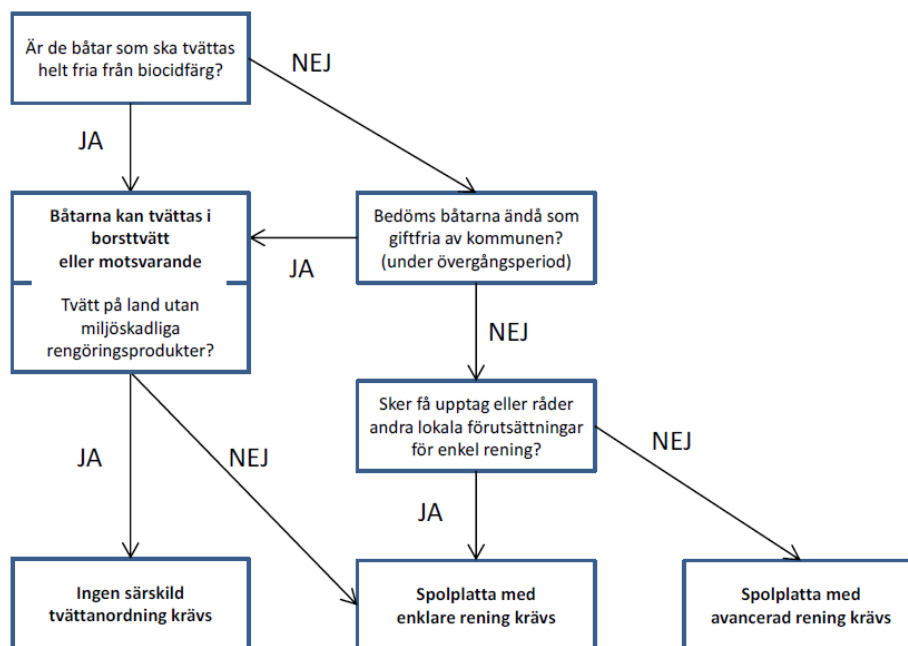 Är de båtar som ska tvättas
helt fria från biocidfärg?
NEJ
JA
Båtarna kan tvättas i
borsttvätt
eller motsvarande
Bedöms båtarna ändå som
giftfria av kommunen?
(under övergångsperiod)
JA
Tvätt på land utan
miljöskadliga
rengöringsprodukter?
NEJ
Sker få upptag eller råder
andra lokala förutsättningar
för enkel rening?
JA
NEJ
NEJ
JA
Ingen särskild
tvättanordning krävs
Spolplatta med
enklare rening krävs
Spolplatta med
avancerad rening krävs